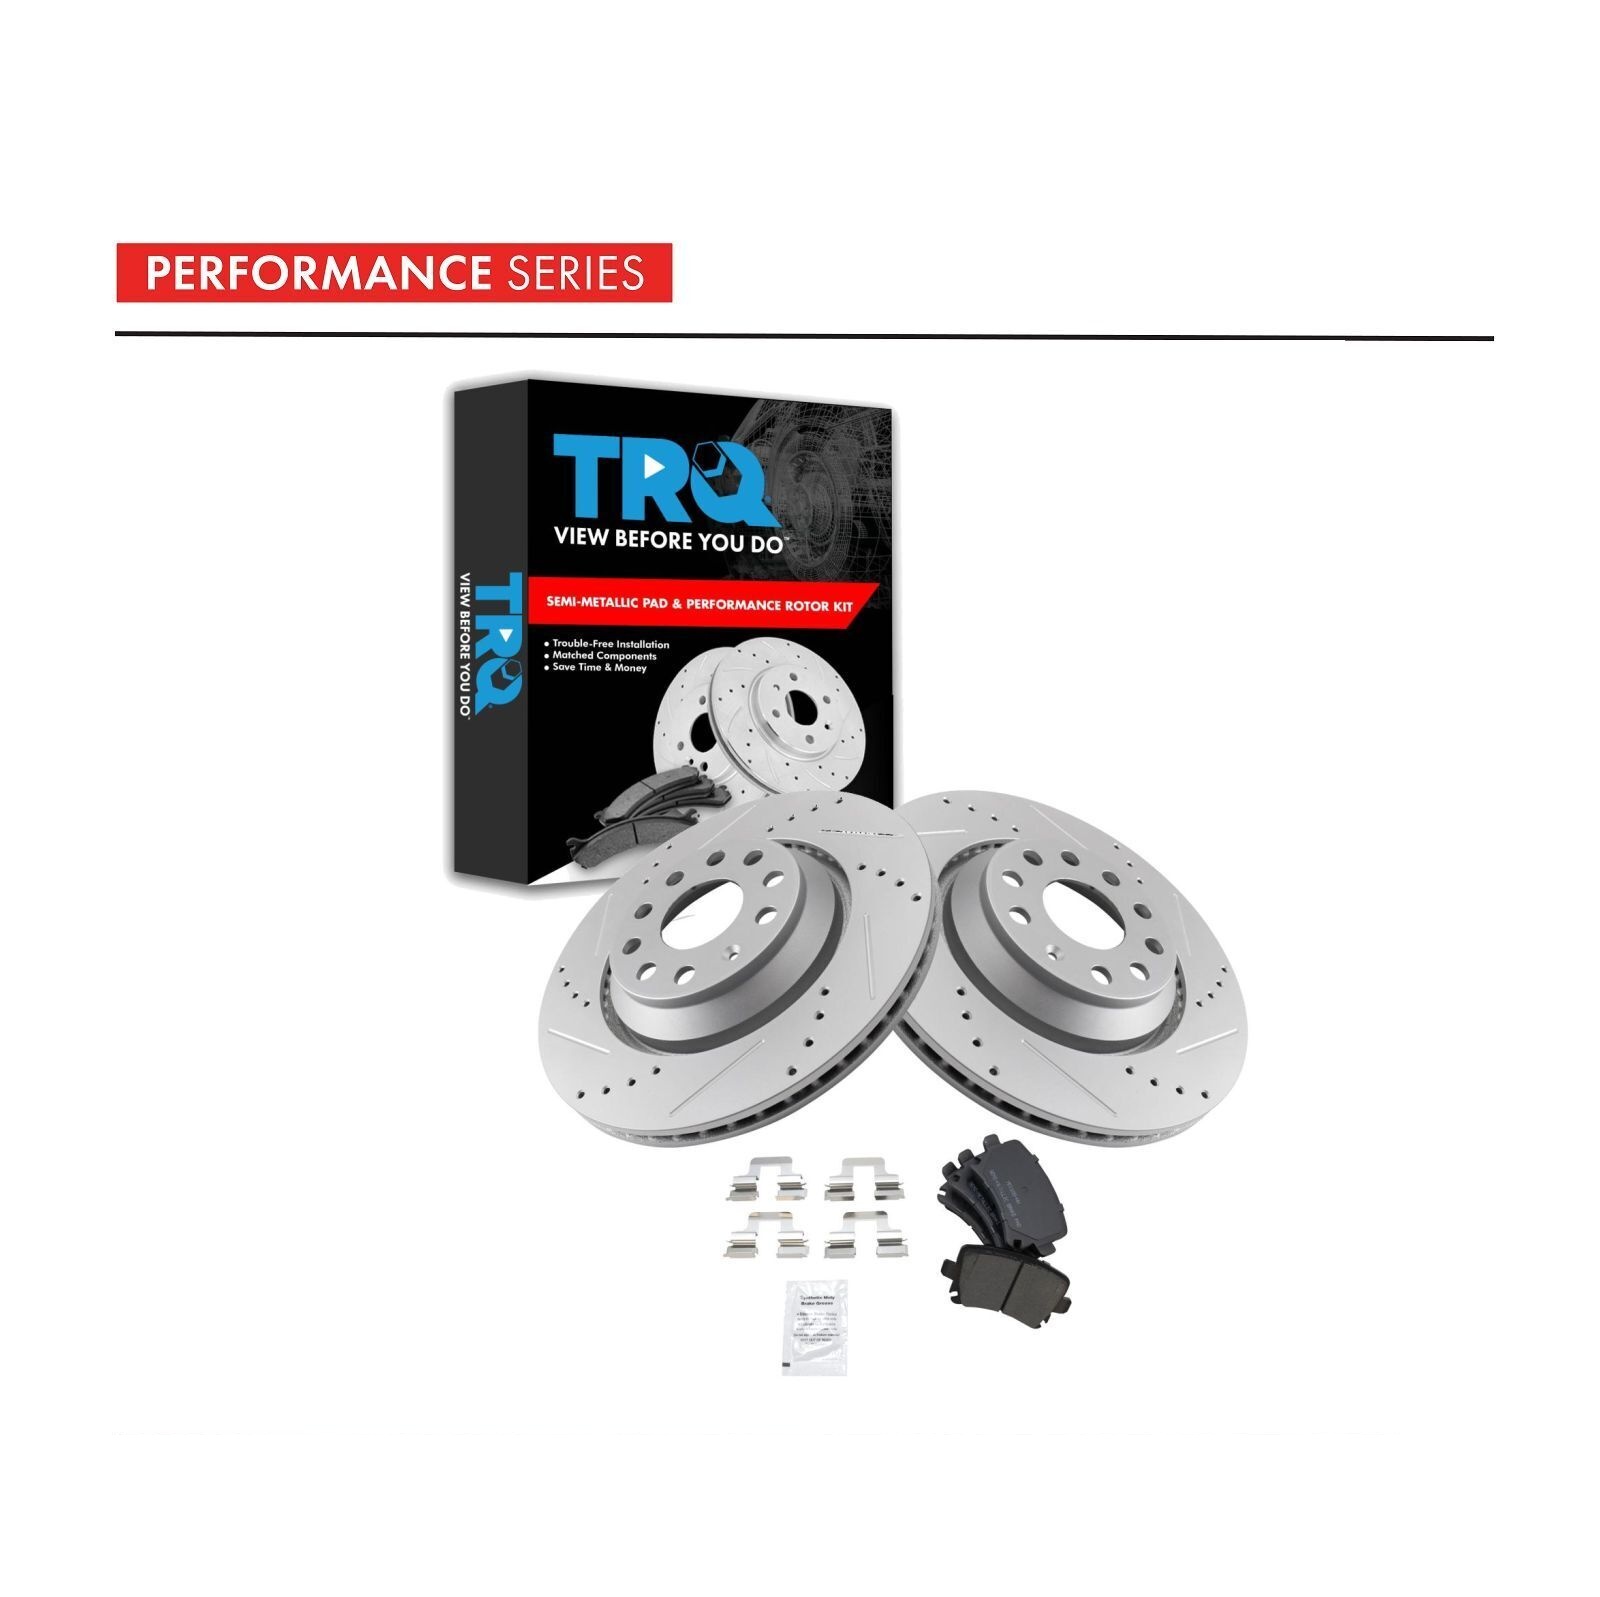 PERFORMANCE SERIES
TRQ
VIEW BEFORE YOU DO™
SEMI-METALLIC PAD & PERFORMANCE ROTOR KIT
• Trouble-Free Installation
• Matched Components
• Save Time & Money
TRQ
VIEW BEFORE YOU DO™
Synthetic Moly
Brake Grease